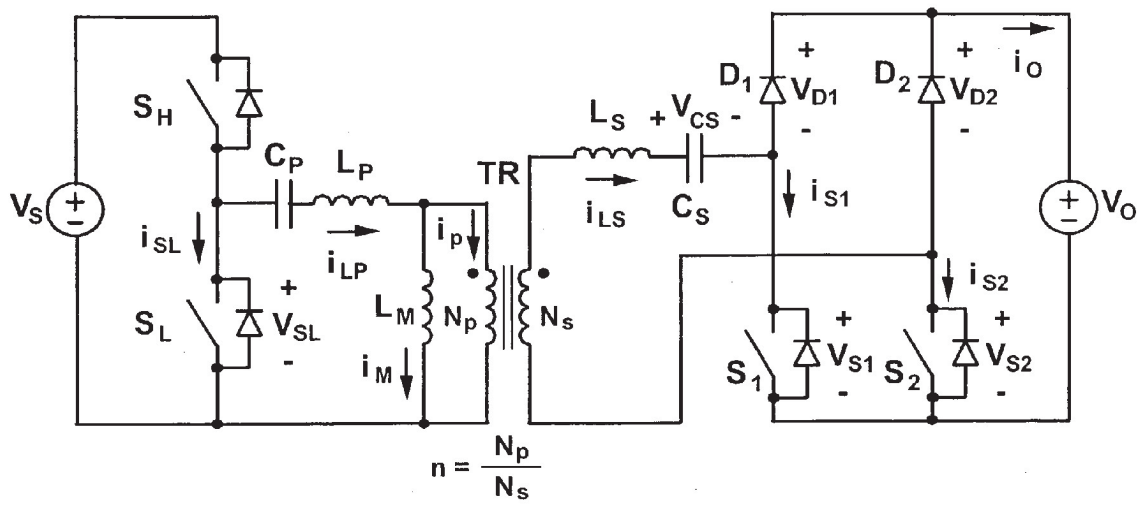 D1
+
VD1
-
D2
+
VD2
-
iO
SH
CP
LP
TR
LS
+ VCS -
CS
iLS
iS1
VS
+
-
iSL
iLP
ip
VO
+
-
SL
+
VSL
-
LM
Np
Ns
iM
iS2
S1
+
VS1
-
S2
+
VS2
-
n = Np
Ns